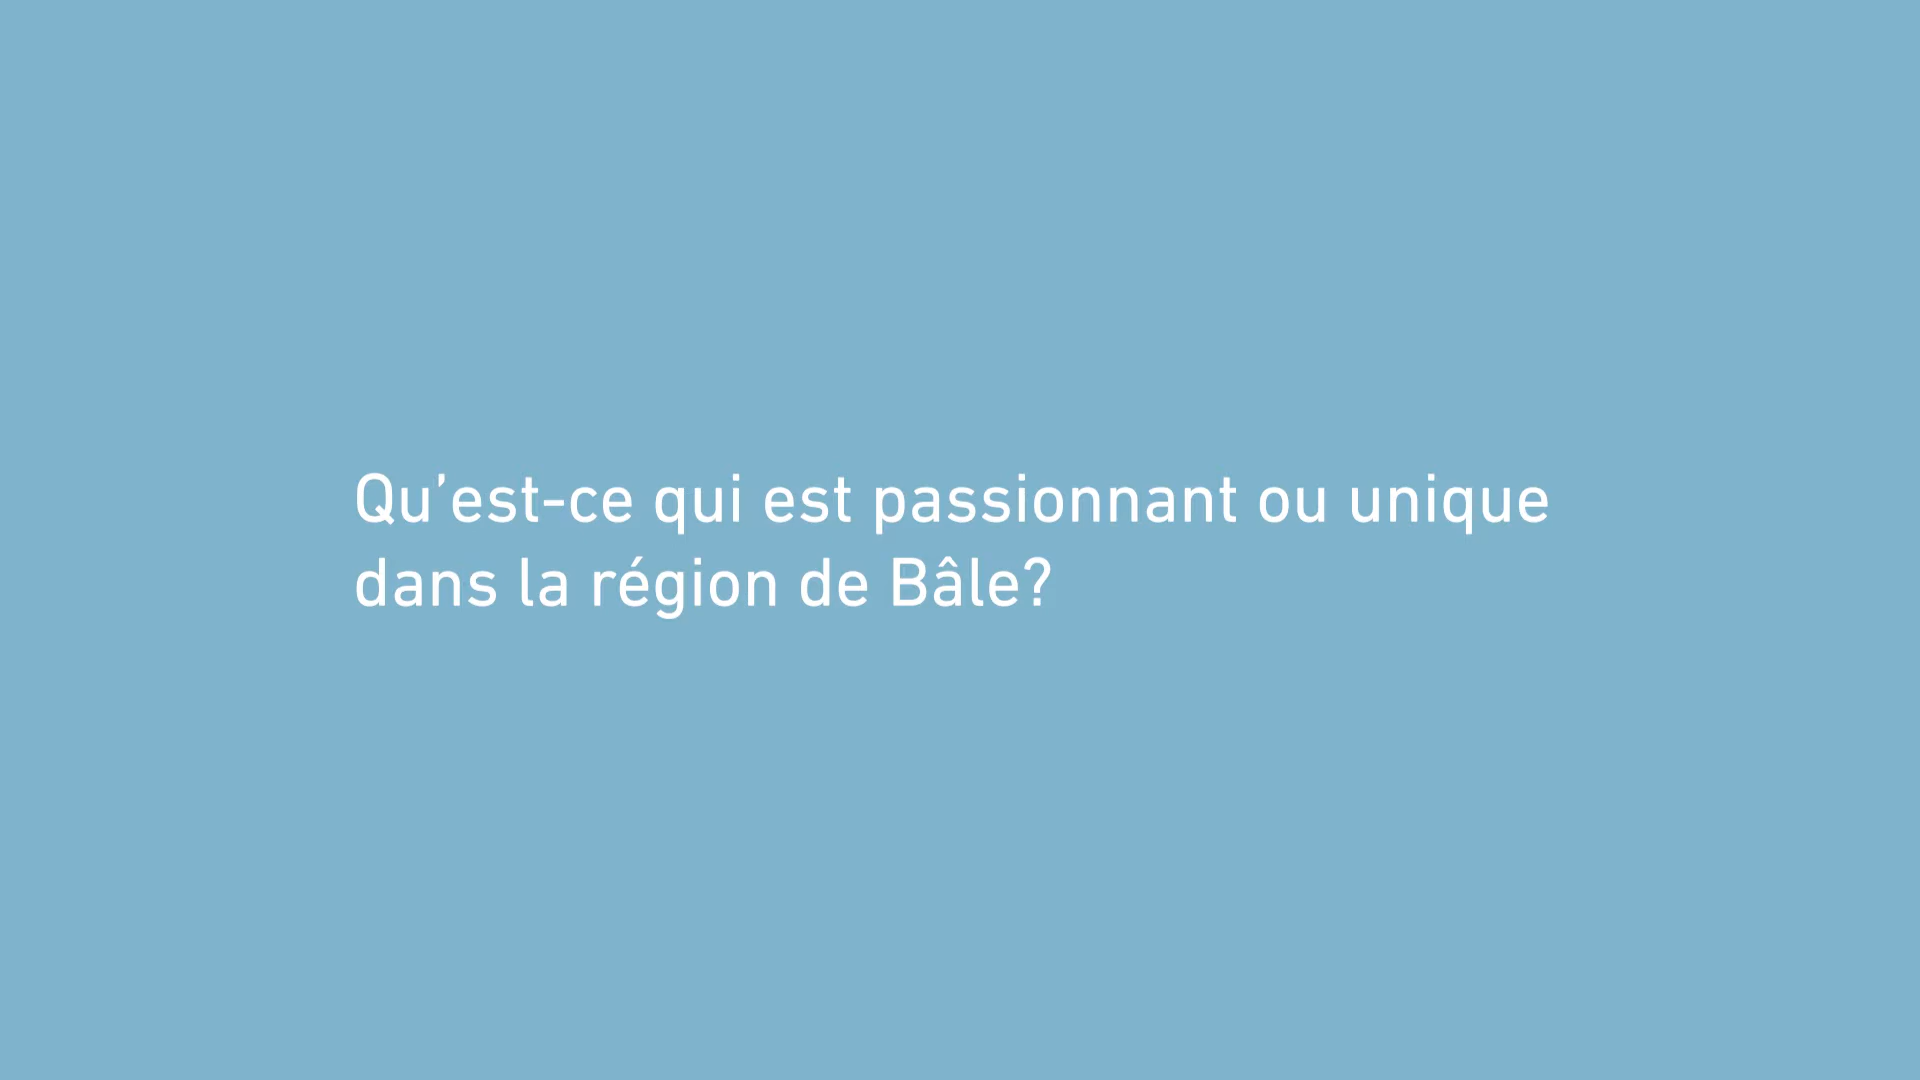 Qu’est-ce qui est passionnant ou unique
dans la région de Bâle?